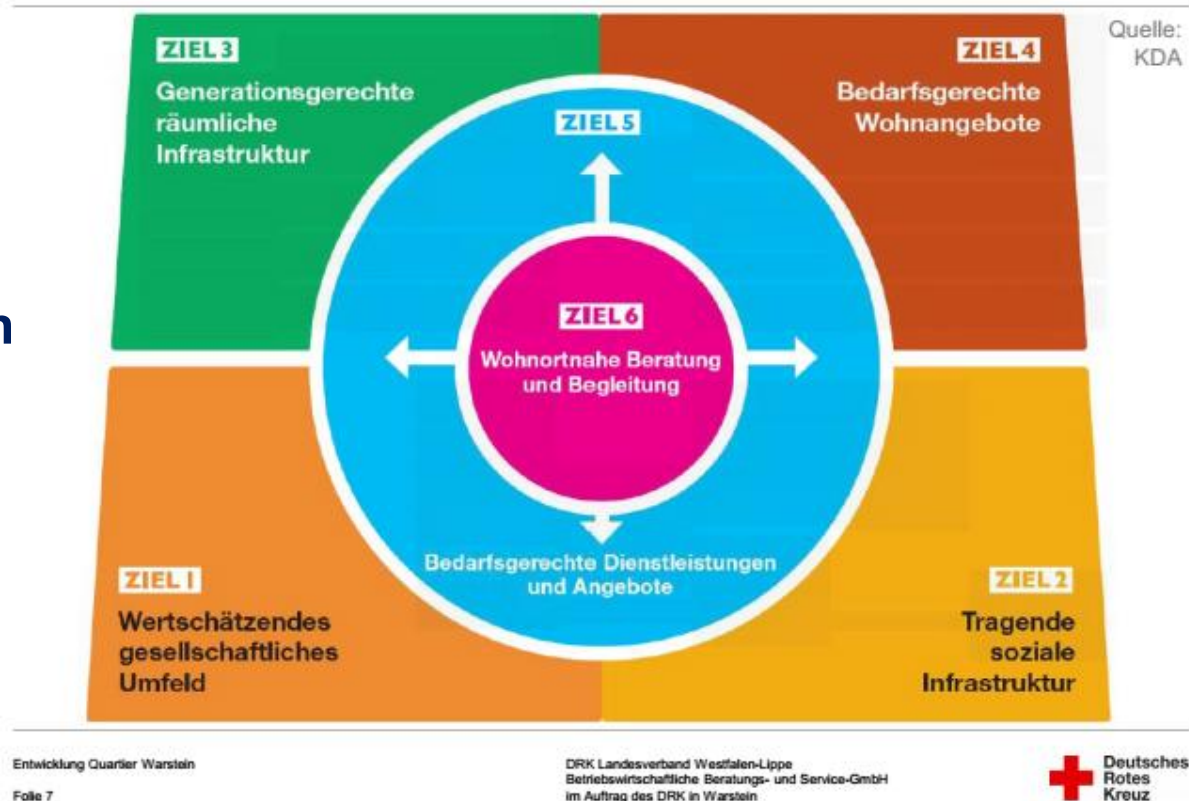 Quelle:
KDA
ZIEL 3
Generationsgerechte
räumliche
Infrastruktur
ZIEL 4
Bedarfsgerechte
Wohnangebote
ZIEL 5
ZIEL 6
Wohnortnahe Beratung
und Begleitung
Bedarfsgerechte Dienstleistungen
und Angebote
ZIEL 1
Wertschätzendes
gesellschaftliches
Umfeld
ZIEL 2
Tragende
soziale
Infrastruktur
Entwicklung Quartier Warstein
Folie 7
DRK Landesverband Westfalen-Lippe
Betriebswirtschaftliche Beratungs- und Service-GmbH
im Auftrag des DRK in Warstein
Deutsches
Rotes
Kreuz